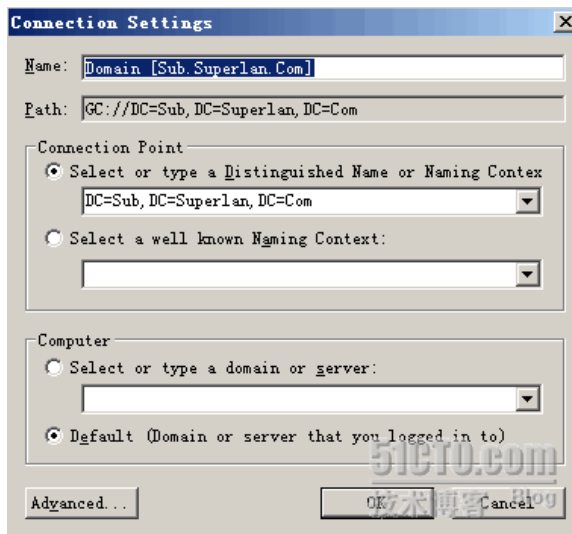 Connection Settings
Name: Domain [Sub.Superlan.Com]
Path: GC://DC=Sub,DC=Superlan,DC=Com
Connection Point
Select or type a Distinguished Name or Naming Contex
DC=Sub,DC=Superlan,DC=Com
Select a well known Naming Context:
Computer
Select or type a domain or server:
Default (Domain or server that you logged in to)
Advanced... OK Cancel
51CTO.com
技术博客 Blog